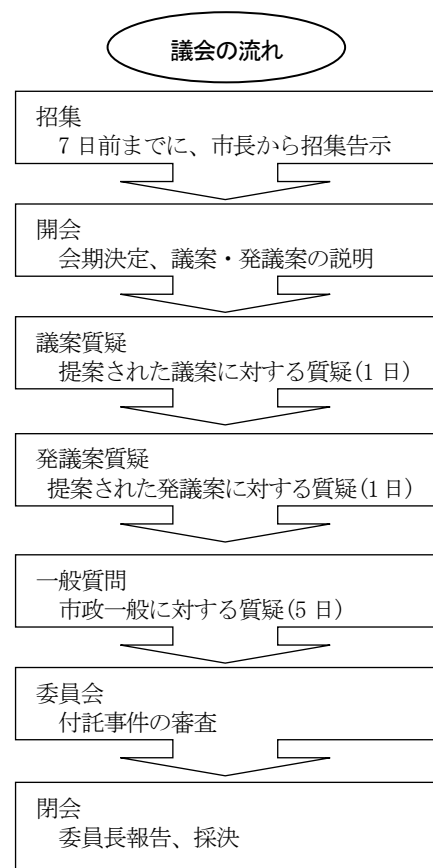 議会の流れ
招集
7日前までに、市長から招集告示
開会
会期決定、議案・発議案の説明
議案質疑
提案された議案に対する質疑(1日)
発議案質疑
提案された発議案に対する質疑(1日)
一般質問
市政一般に対する質疑(5日)
委員会
付託事件の審査
閉会
委員長報告、採決